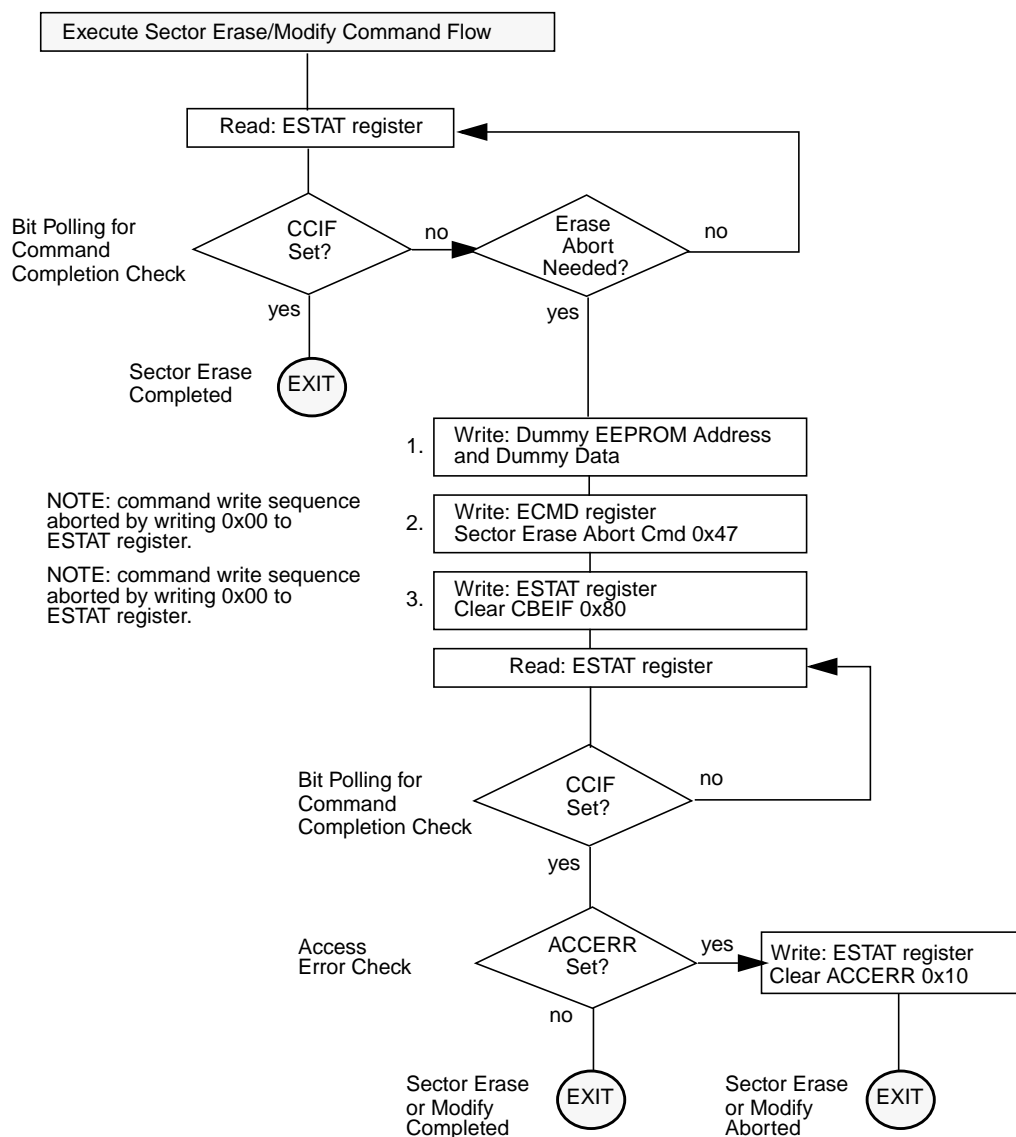 Execute Sector Erase/Modify Command Flow
Read: ESTAT register
Bit Polling for
Command
Completion Check
CCIF
Set?
no
Erase
Abort
Needed?
no
yes
yes
Sector Erase
Completed
EXIT
1.
Write: Dummy EEPROM Address
and Dummy Data
NOTE: command write sequence
aborted by writing 0x00 to
ESTAT register.
2.
Write: ECMD register
Sector Erase Abort Cmd 0x47
NOTE: command write sequence
aborted by writing 0x00 to
ESTAT register.
3.
Write: ESTAT register
Clear CBEIF 0x80
Read: ESTAT register
Bit Polling for
Command
Completion Check
CCIF
Set?
no
yes
Access
Error Check
ACCERR
Set?
yes
Write: ESTAT register
Clear ACCERR 0x10
no
Sector Erase
or Modify
Completed
EXIT
Sector Erase
or Modify
Aborted
EXIT